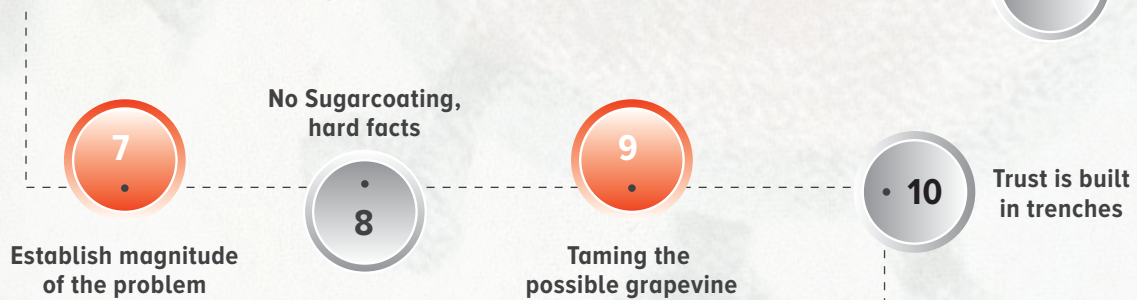 7
Establish magnitude
of the problem
No Sugarcoating,
hard facts
8
9
Taming the
possible grapevine
10
Trust is built
in trenches